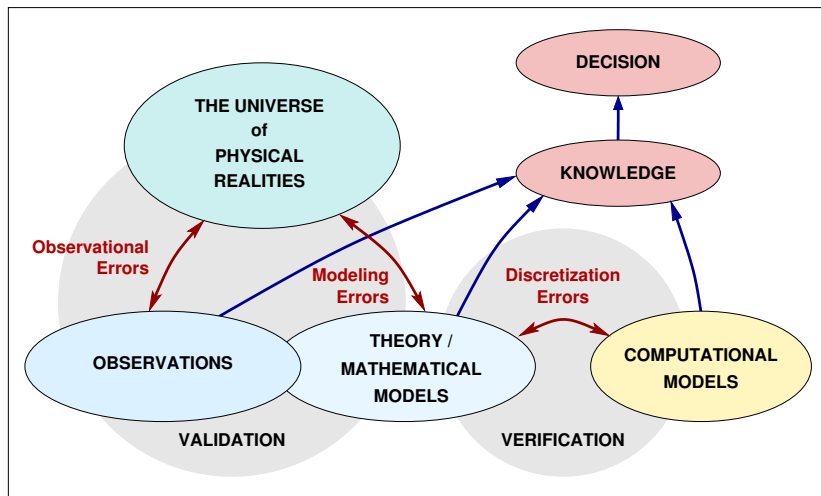 DECISION
THE UNIVERSE
of
PHYSICAL
REALITIES
KNOWLEDGE
Observational
Errors
Modeling
Errors
Discretization
Errors
OBSERVATIONS
THEORY /
MATHEMATICAL
MODELS
COMPUTATIONAL
MODELS
VALIDATION
VERIFICATION